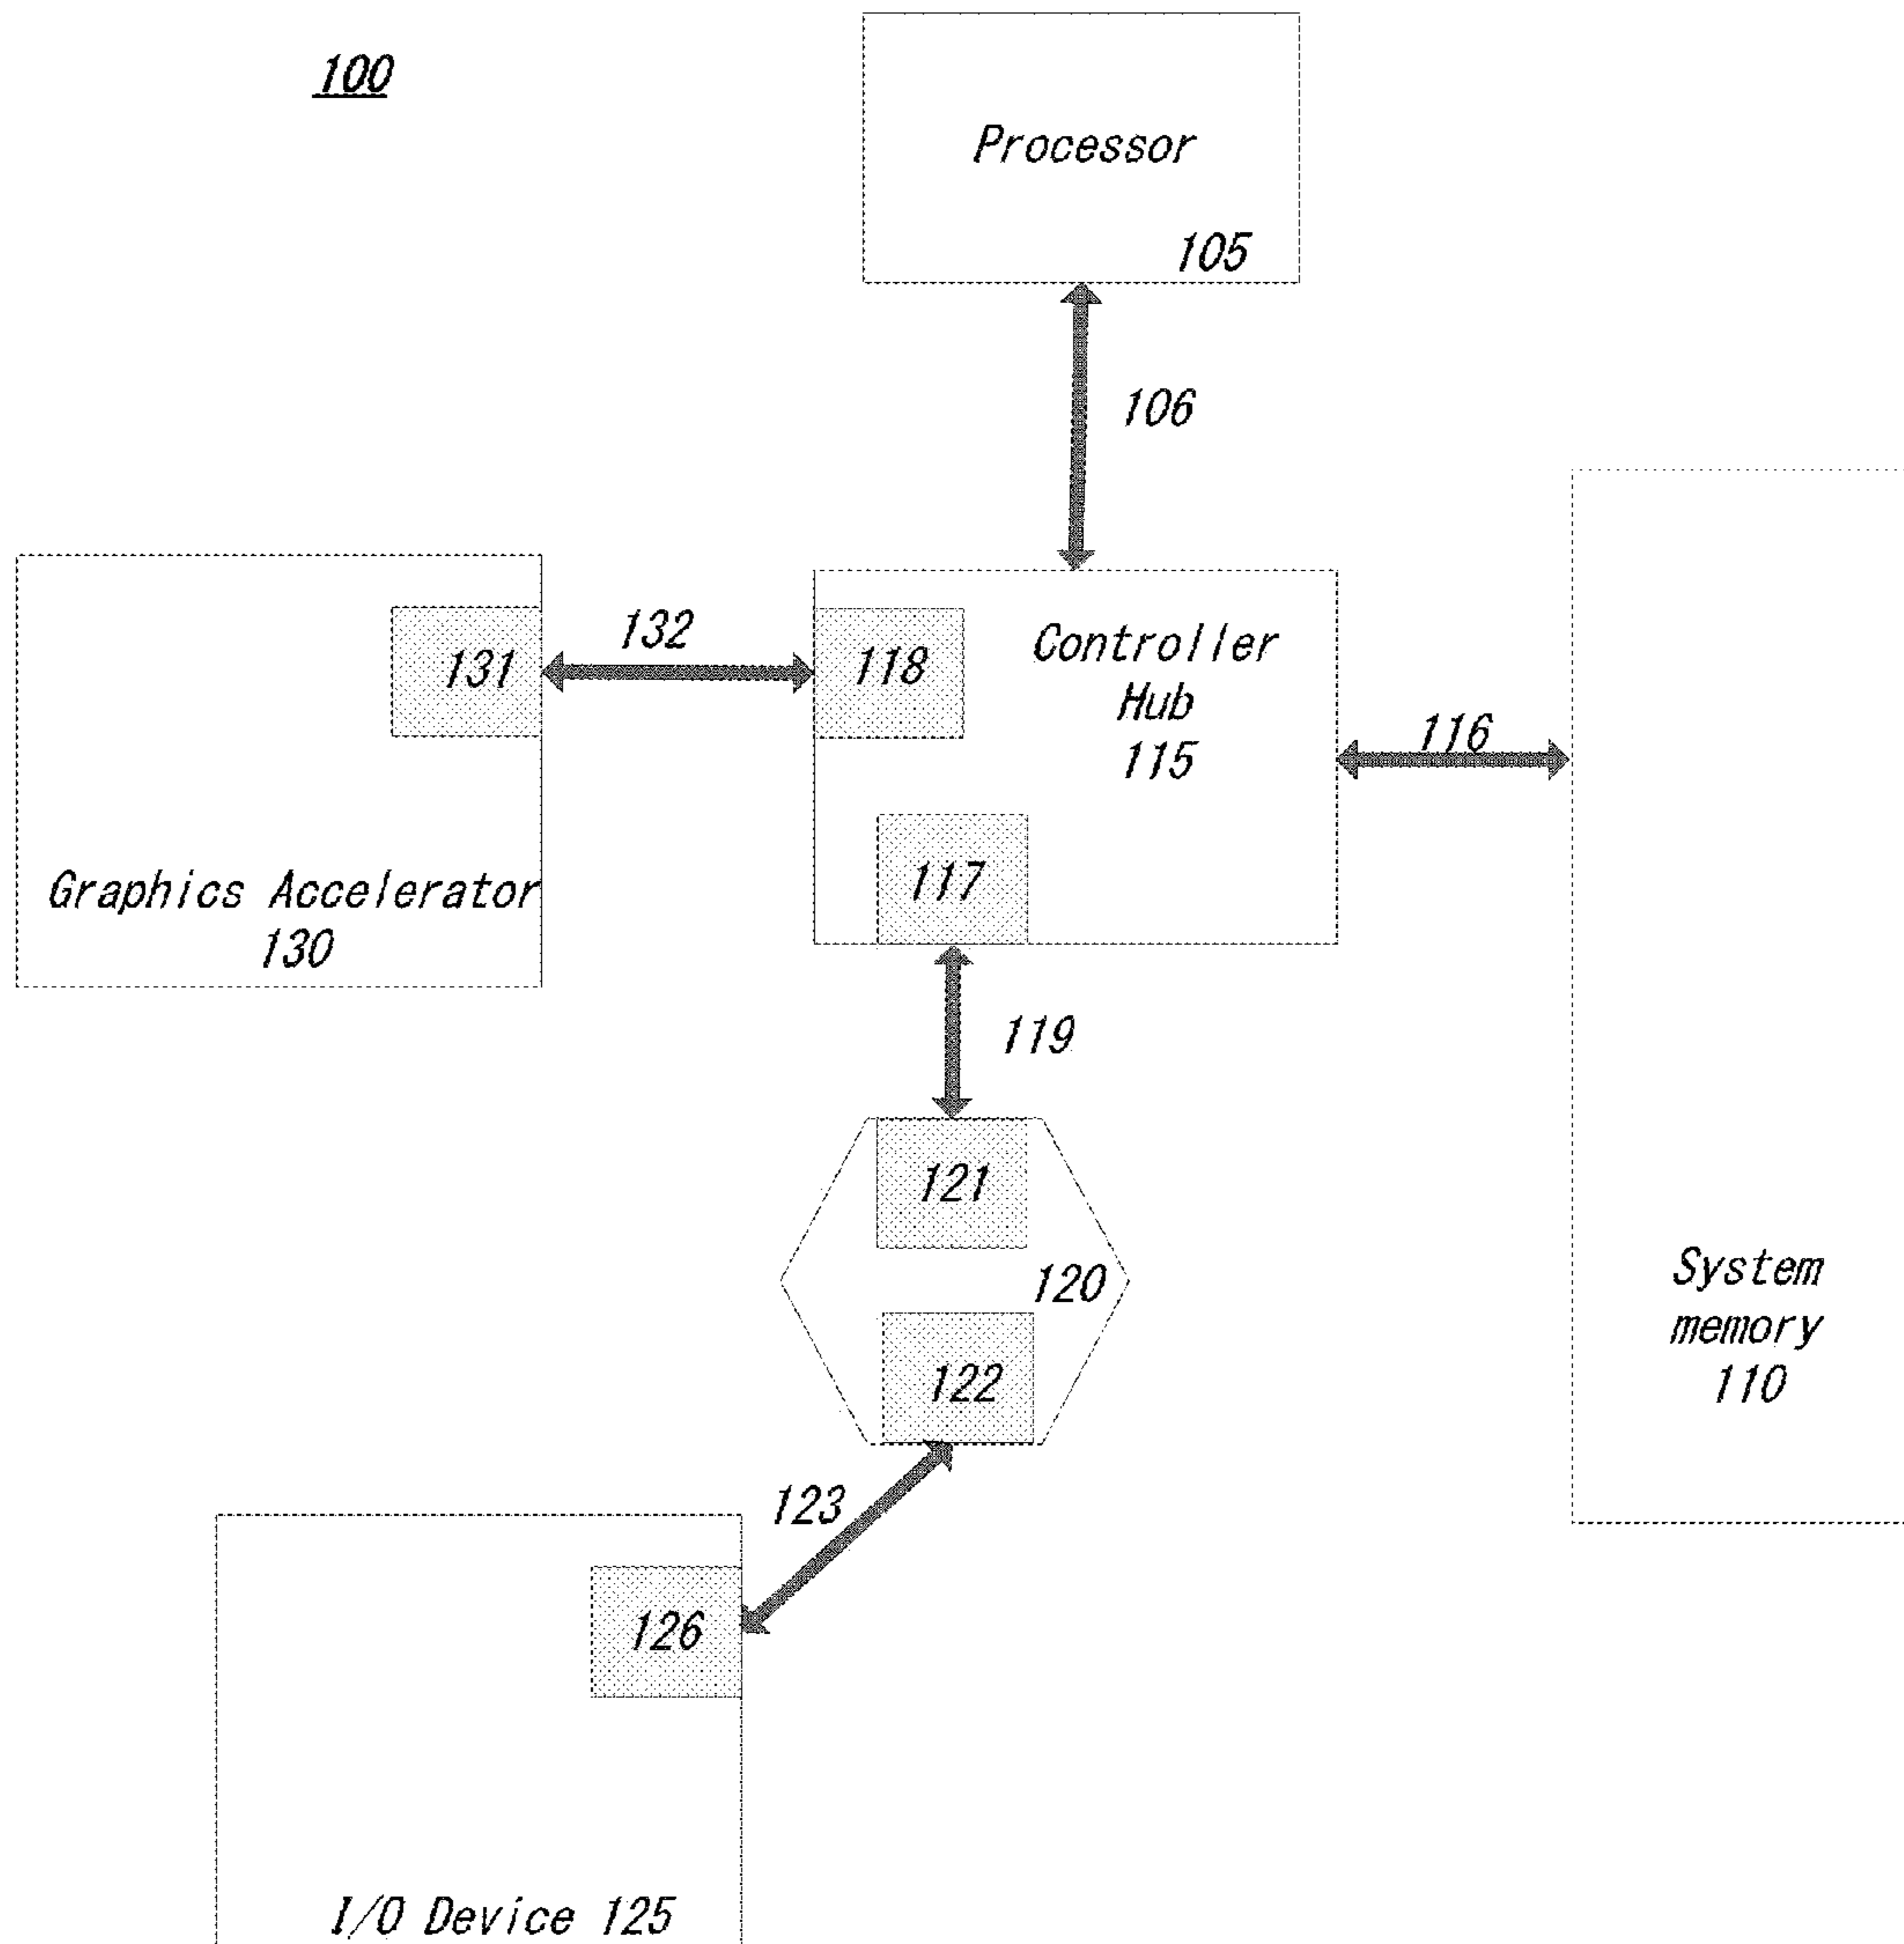 100
Processor
105
106
132
131
118
Controller
Hub
115
116
117
Graphics Accelerator
130
119
121
120
122
System
memory
110
123
126
I/O Device 125